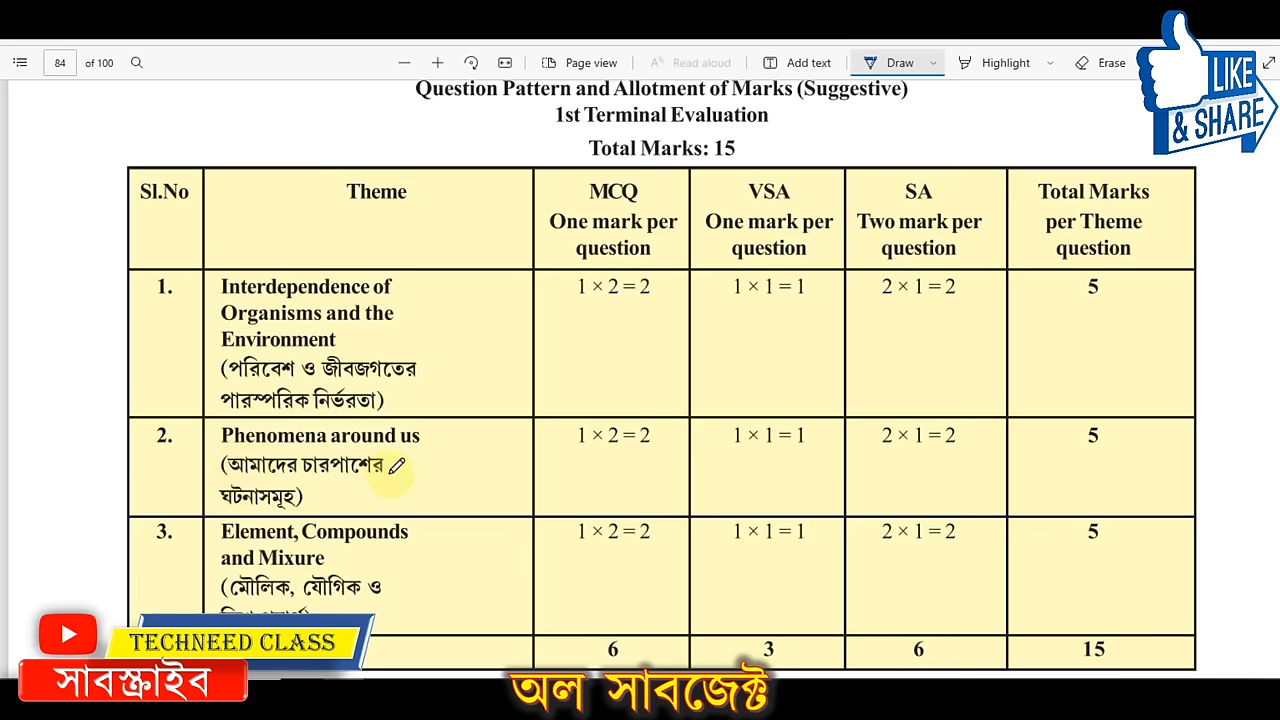 84 of 100
Page view
Read aloud
Add text
Draw
Highlight
Erase
LIKE
& SHARE
Question Pattern and Allotment of Marks (Suggestive)
1st Terminal Evaluation
Total Marks: 15
Sl.No Theme MCQ VSA SA Total Marks
One mark per One mark per Two mark per per Theme
question question question question
1. Interdependence of 1 × 2 = 2 1 × 1 = 1 2 × 1 = 2 5
Organisms and the
Environment
(পরিবেশ ও জীবজগতের
পারস্পরিক নির্ভরতা)
2. Phenomena around us 1 × 2 = 2 1 × 1 = 1 2 × 1 = 2 5
(আমাদের চারপাশের
ঘটনাসমূহ)
3. Element, Compounds 1 × 2 = 2 1 × 1 = 1 2 × 1 = 2 5
and Mixure
(মৌলিক, যৌগিক ও
6 3 6 15
TECHNEED CLASS
সাবস্ক্রাইব
অল সাবজেক্ট